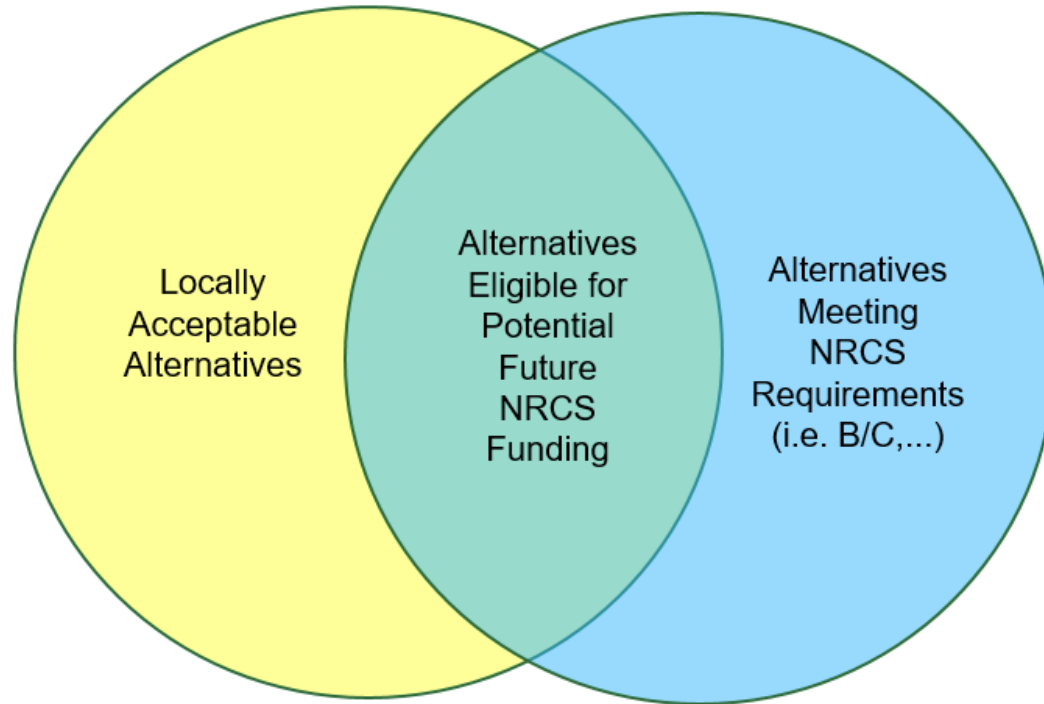 Locally
Acceptable
Alternatives
Alternatives
Eligible for
Potential
Future
NRCS
Funding
Alternatives
Meeting
NRCS
Requirements
(i.e. B/C,...)